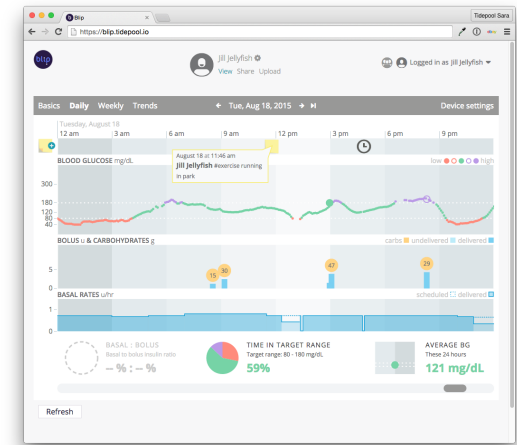 Blip
Tidepool Sara
https://blip.tidepool.io
blip
Jill Jellyfish
View Share Upload
Logged in as Jill Jellyfish
Basics Daily Weekly Trends
Tue, Aug 18, 2015
Device settings
Tuesday, August 18
12 am 3 am 6 am 9 am 12 pm 3 pm 6 pm 9 pm
August 18 at 11:46 am
Jill Jellyfish #exercise running
in park
BLOOD GLUCOSE mg/dL
low high
300
180
120
80
40
BOLUS u & CARBOHYDRATES g
carbs undelivered delivered
15 30 47 29
5
0
BASAL RATES u/hr
scheduled delivered
1
0
BASAL : BOLUS
Basal to bolus insulin ratio
-- % : -- %
TIME IN TARGET RANGE
Target range: 80 - 180 mg/dL
59%
AVERAGE BG
These 24 hours
121 mg/dL
Refresh